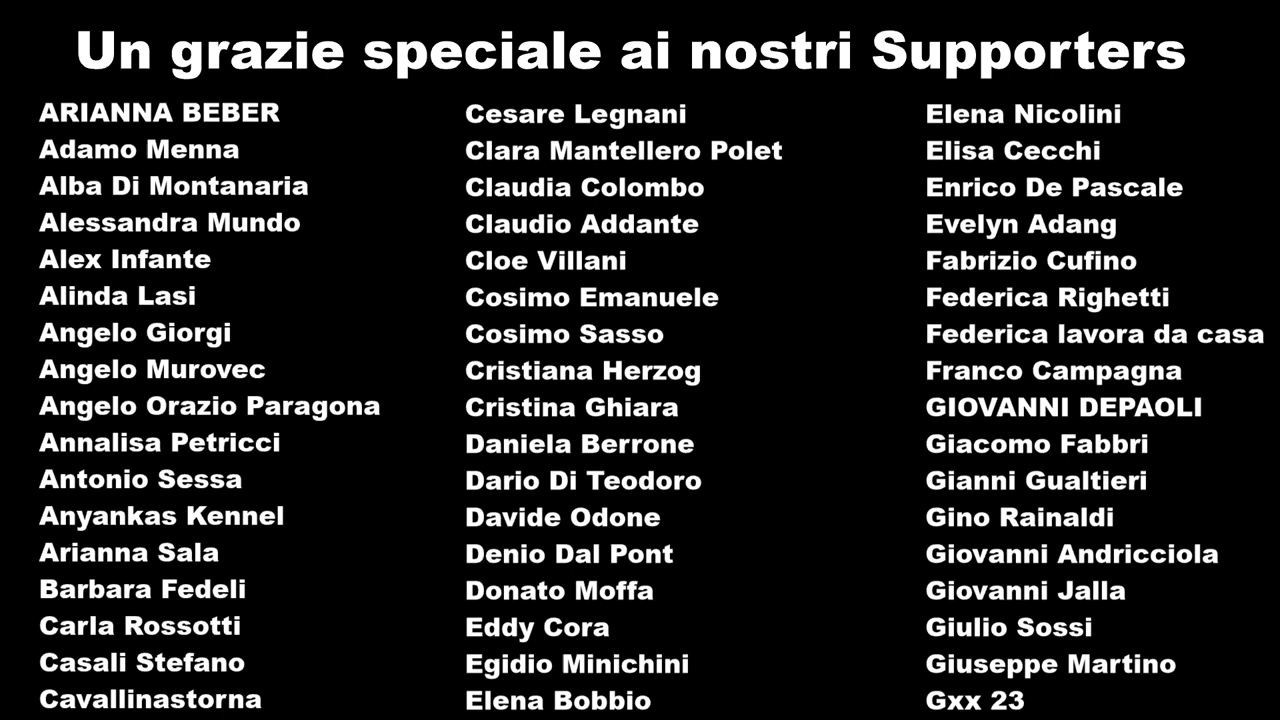 Un grazie speciale ai nostri Supporters
ARIANNA BEBER
Adamo Menna
Alba Di Montanaria
Alessandra Mundo
Alex Infante
Alinda Lasi
Angelo Giorgi
Angelo Murovec
Angelo Orazio Paragona
Annalisa Petricci
Antonio Sessa
Anyankas Kennel
Arianna Sala
Barbara Fedeli
Carla Rossotti
Casali Stefano
Cavallinastorna
Cesare Legnani
Clara Mantellero Polet
Claudia Colombo
Claudio Addante
Cloe Villani
Cosimo Emanuele
Cosimo Sasso
Cristiana Herzog
Cristina Ghiara
Daniela Berrone
Dario Di Teodoro
Davide Odone
Denio Dal Pont
Donato Moffa
Eddy Cora
Egidio Minichini
Elena Bobbio
Elena Nicolini
Elisa Cecchi
Enrico De Pascale
Evelyn Adang
Fabrizio Cufino
Federica Righetti
Federica lavora da casa
Franco Campagna
GIOVANNI DEPAOLI
Giacomo Fabbri
Gianni Gualtieri
Gino Rainaldi
Giovanni Andricciola
Giovanni Jalla
Giulio Sossi
Giuseppe Martino
Gxx 23